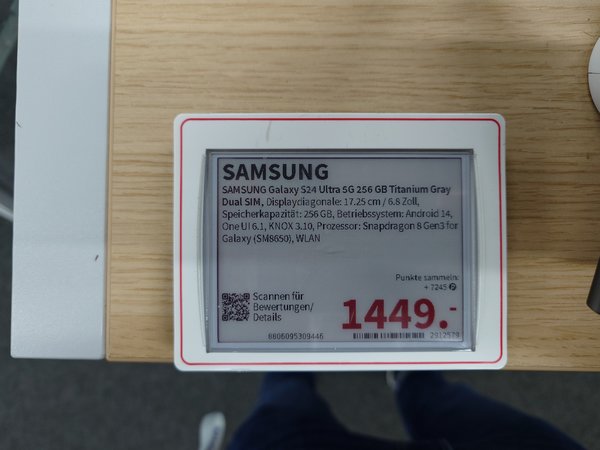 SAMSUNG
SAMSUNG Galaxy S24 Ultra 5G 256 GB Titanium Gray
Dual SIM, Displaydiagonale: 17.25 cm / 6.8 Zoll,
Speicherkapazität: 256 GB, Betriebssystem: Android 14,
One UI 6.1, KNOX 3.10, Prozessor: Snapdragon 8 Gen3 for
Galaxy (SM8650), WLAN
Punkte sammeln:
+ 7245 P
Scannen für
Bewertungen/
Details
1449.-
8806095309446
2912579